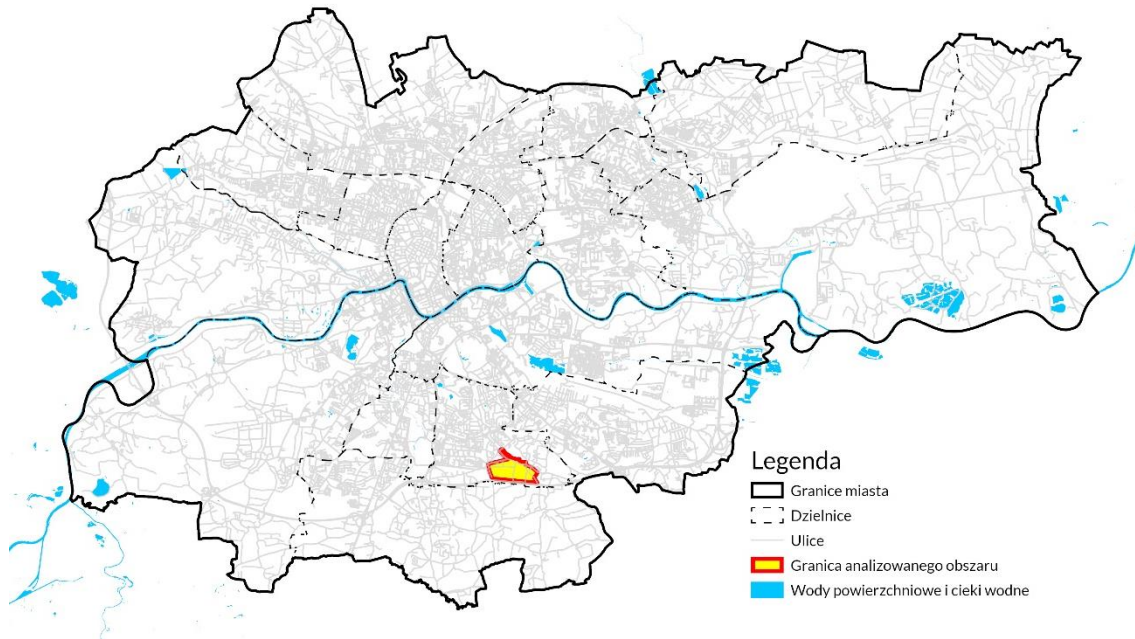 Legenda
Granice miasta
Dzielnice
Ulice
Granica analizowanego obszaru
Wody powierzchniowe i cieki wodne